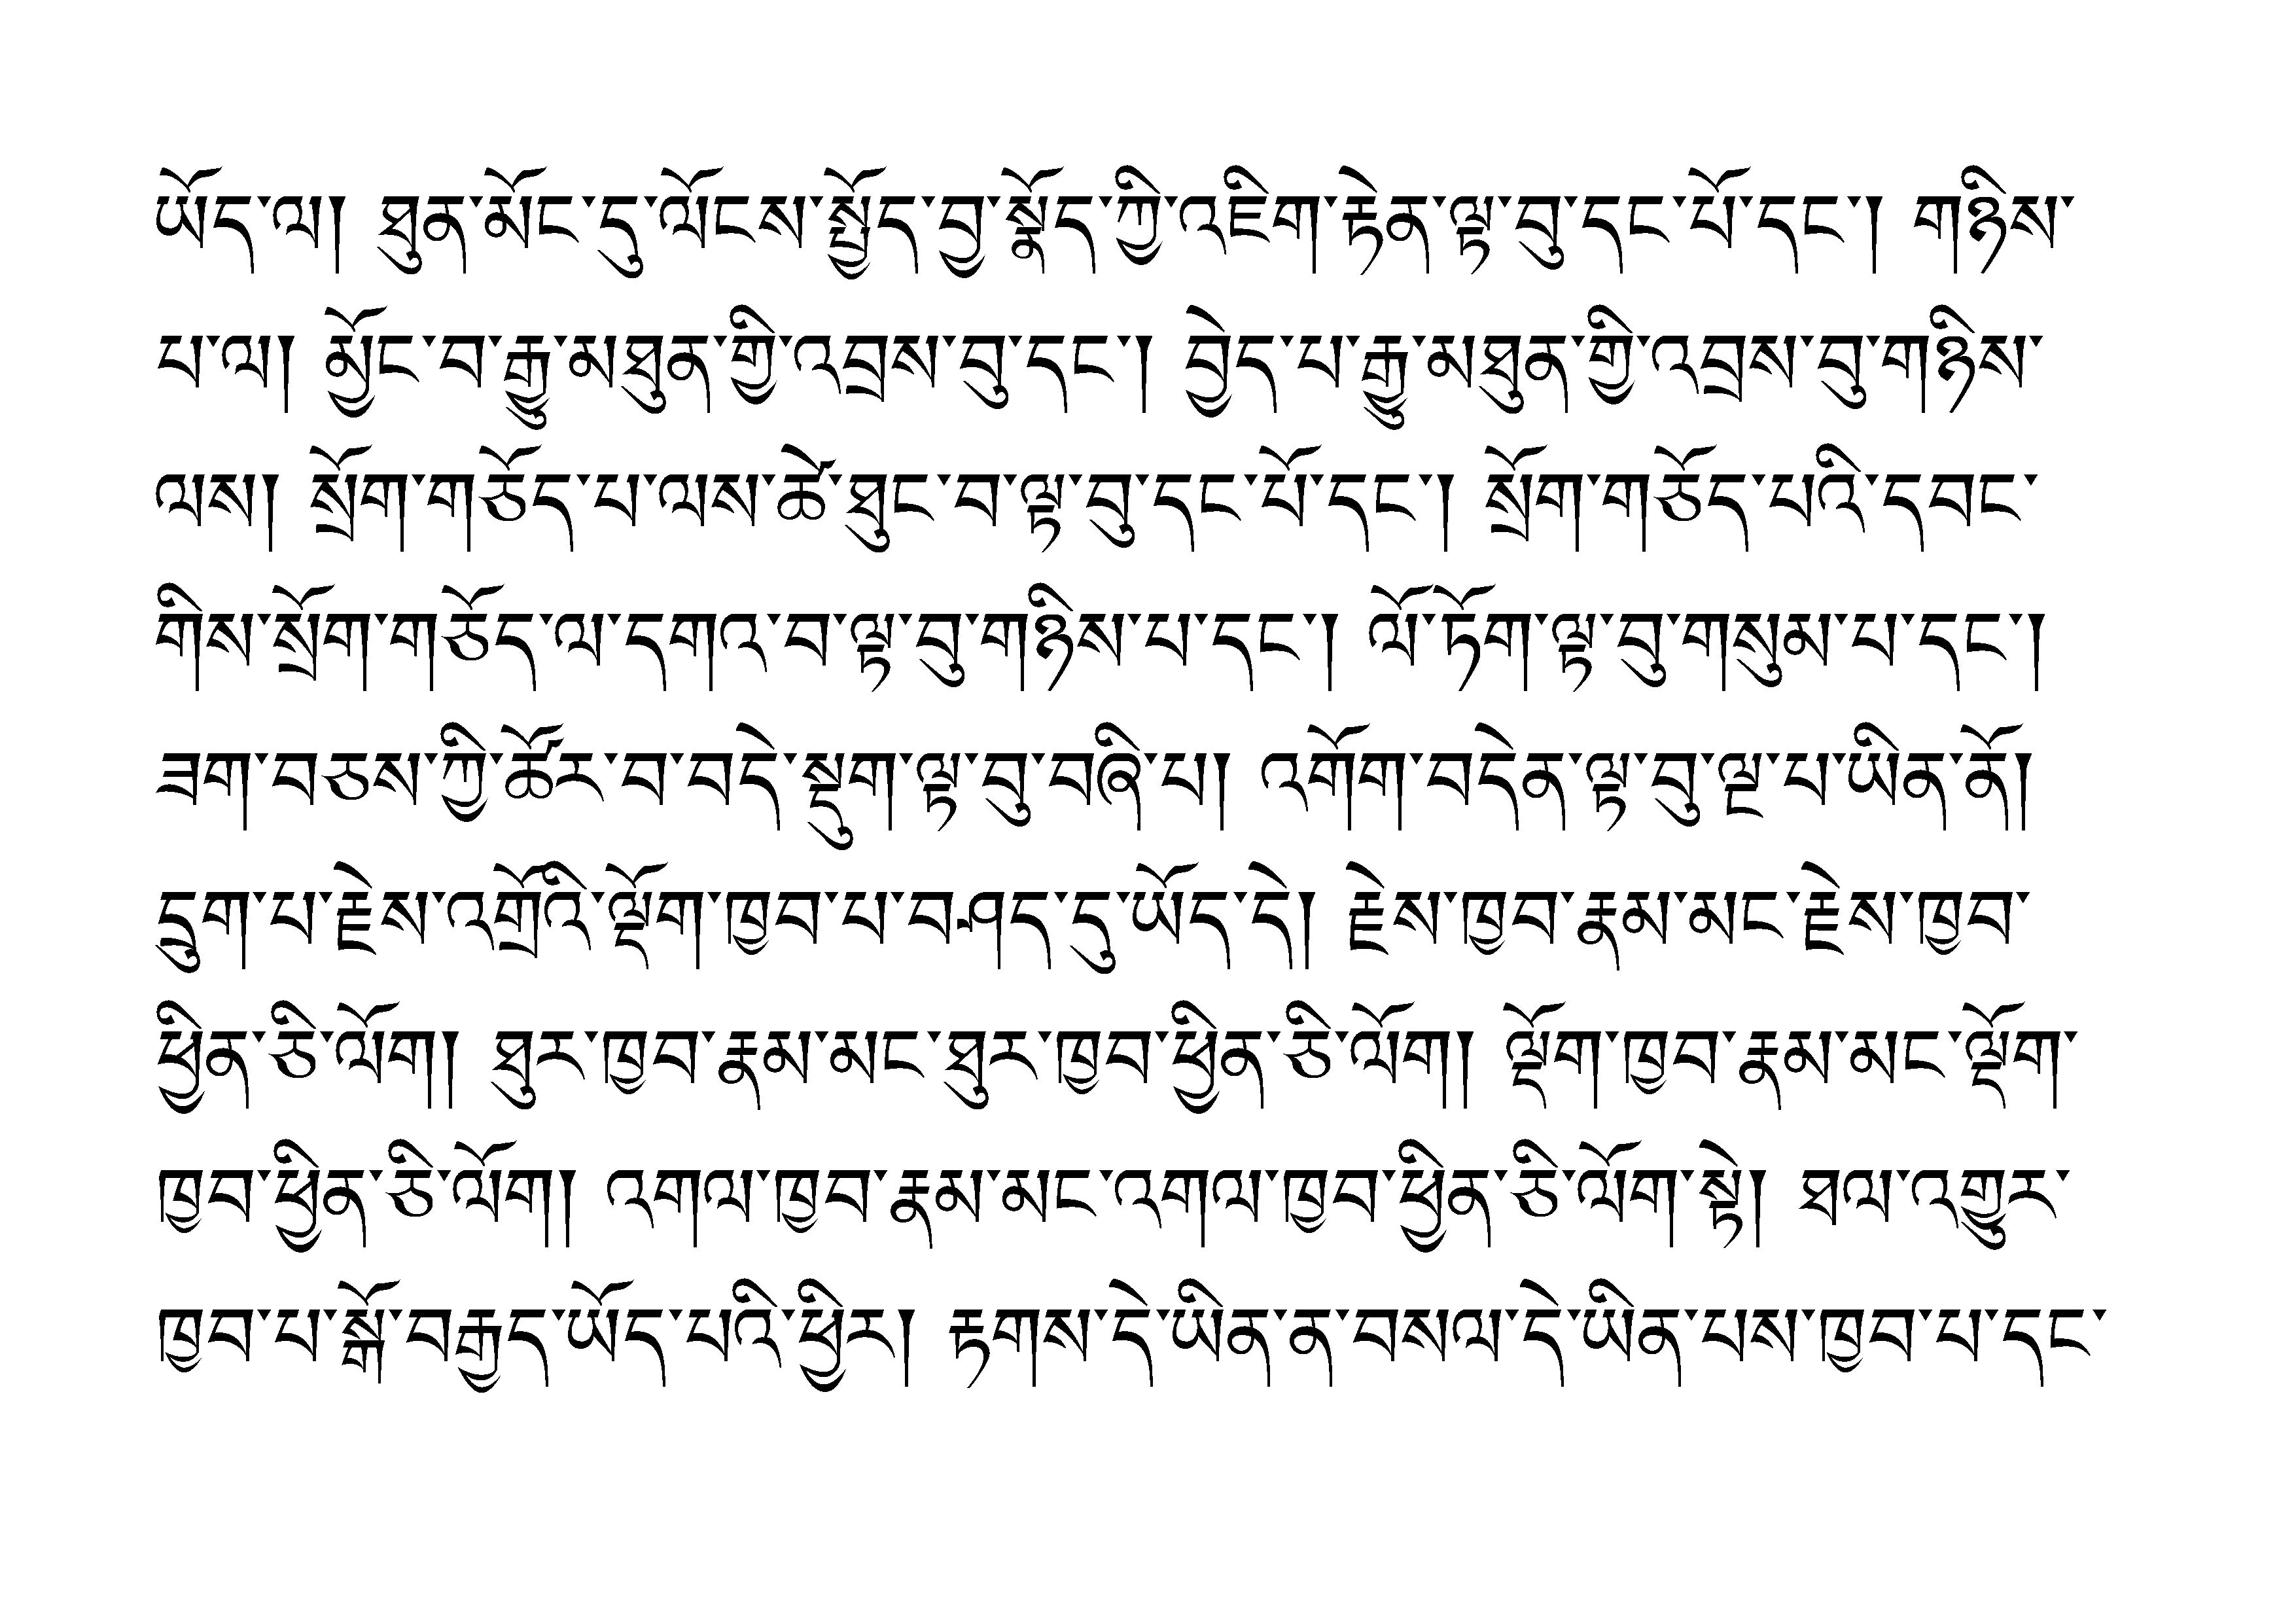 ཡོད་ལ། ཐུན་མོང་དུ་ལོངས་སྤྱོད་བྱ་སྣོད་ཀྱི་འཇིག་རྟེན་ལྟ་བུ་དང་པོ་དང་། གཉིས་
པ་ལ། མྱོང་བ་རྒྱུ་མཐུན་གྱི་འབྲས་བུ་དང་། བྱེད་པ་རྒྱུ་མཐུན་གྱི་འབྲས་བུ་གཉིས་
ལས། སྲོག་གཅོད་པ་ལས་ཚེ་ཐུང་བ་ལྟ་བུ་དང་པོ་དང་། སྲོག་གཅོད་པའི་དབང་
གིས་སྲོག་གཅོད་ལ་དགའ་བ་ལྟ་བུ་གཉིས་པ་དང་། ལོ་ཏོག་ལྟ་བུ་གསུམ་པ་དང་།
ཟག་བཅས་ཀྱི་ཚོར་བ་བདེ་སྡུག་ལྟ་བུ་བཞི་པ། འགོག་བདེན་ལྟ་བུ་ལྔ་པ་ཡིན་ནོ།
དྲུག་པ་རྗེས་འགྲོའི་ལྡོག་ཁྱབ་པ་བཤད་དུ་ཡོད་དེ། རྗེས་ཁྱབ་རྣམ་མང་རྗེས་ཁྱབ་
ཕྱིན་ཅི་ལོག། ཐུར་ཁྱབ་རྣམ་མང་ཐུར་ཁྱབ་ཕྱིན་ཅི་ལོག། ལྡོག་ཁྱབ་རྣམ་མང་ལྡོག་
ཁྱབ་ཕྱིན་ཅི་ལོག། འགལ་ཁྱབ་རྣམ་མང་འགལ་ཁྱབ་ཕྱིན་ཅི་ལོག་སྟེ། ཐལ་འགྱུར་
ཁྱབ་པ་སྒོ་བརྒྱད་ཡོད་པའི་ཕྱིར། རྟགས་དེ་ཡིན་ན་བསལ་དེ་ཡིན་པས་ཁྱབ་པ་དང་